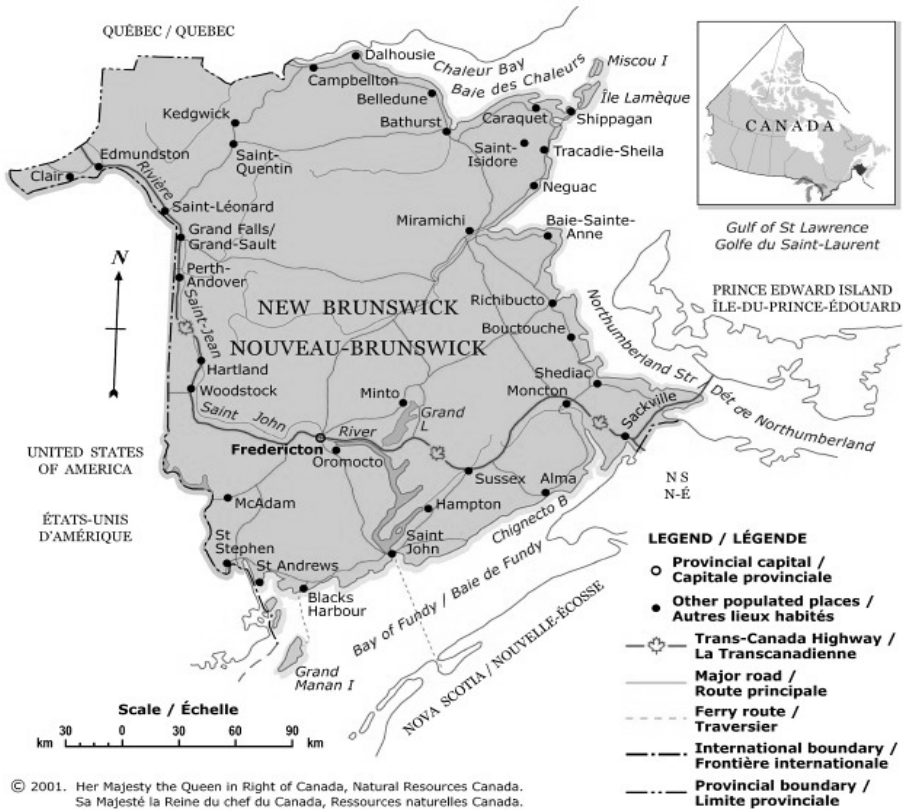 QUÉBEC / QUEBEC
Dalhousie
Campbellton
Chaleur Bay
Baie des Chaleurs
Miscou I
Île Lamèque
Belledune
Kedgwick
Bathurst
Caraquet
Shippagan
CANADA
Saint-
Isidore
Tracadie-Sheila
Saint-
Quentin
Edmundston
Clair
Rivière
Neguac
Saint-Léonard
Miramichi
Baie-Sainte-
Anne
Grand Falls/
Grand-Sault
Gulf of St Lawrence
Golfe du Saint-Laurent
N
Perth-
Andover
Saint-Jean
NEW BRUNSWICK
NOUVEAU-BRUNSWICK
Richibucto
Bouctouche
Northumberland Str
PRINCE EDWARD ISLAND
ÎLE-DU-PRINCE-ÉDOUARD
Hartland
Woodstock
Shediac
Minto
Moncton
Saint John
River
Grand
L
Sackville
Dét de Northumberland
Fredericton
Oromocto
UNITED STATES
OF AMERICA
Sussex
Alma
N S
N-É
McAdam
Hampton
Chignecto B
ÉTATS-UNIS
D'AMÉRIQUE
St
Stephen
Saint
John
St Andrews
Blacks
Harbour
Bay of Fundy / Baie de Fundy
Grand
Manan I
NOVA SCOTIA / NOUVELLE-ÉCOSSE
LEGEND / LÉGENDE
Provincial capital /
Capitale provinciale
Other populated places /
Autres lieux habités
Trans-Canada Highway /
La Transcanadienne
Major road /
Route principale
Ferry route /
Traversier
International boundary /
Frontière internationale
Provincial boundary /
Limite provinciale
Scale / Échelle
30 0 30 60 90
km km
© 2001. Her Majesty the Queen in Right of Canada, Natural Resources Canada.
Sa Majesté la Reine du chef du Canada, Ressources naturelles Canada.